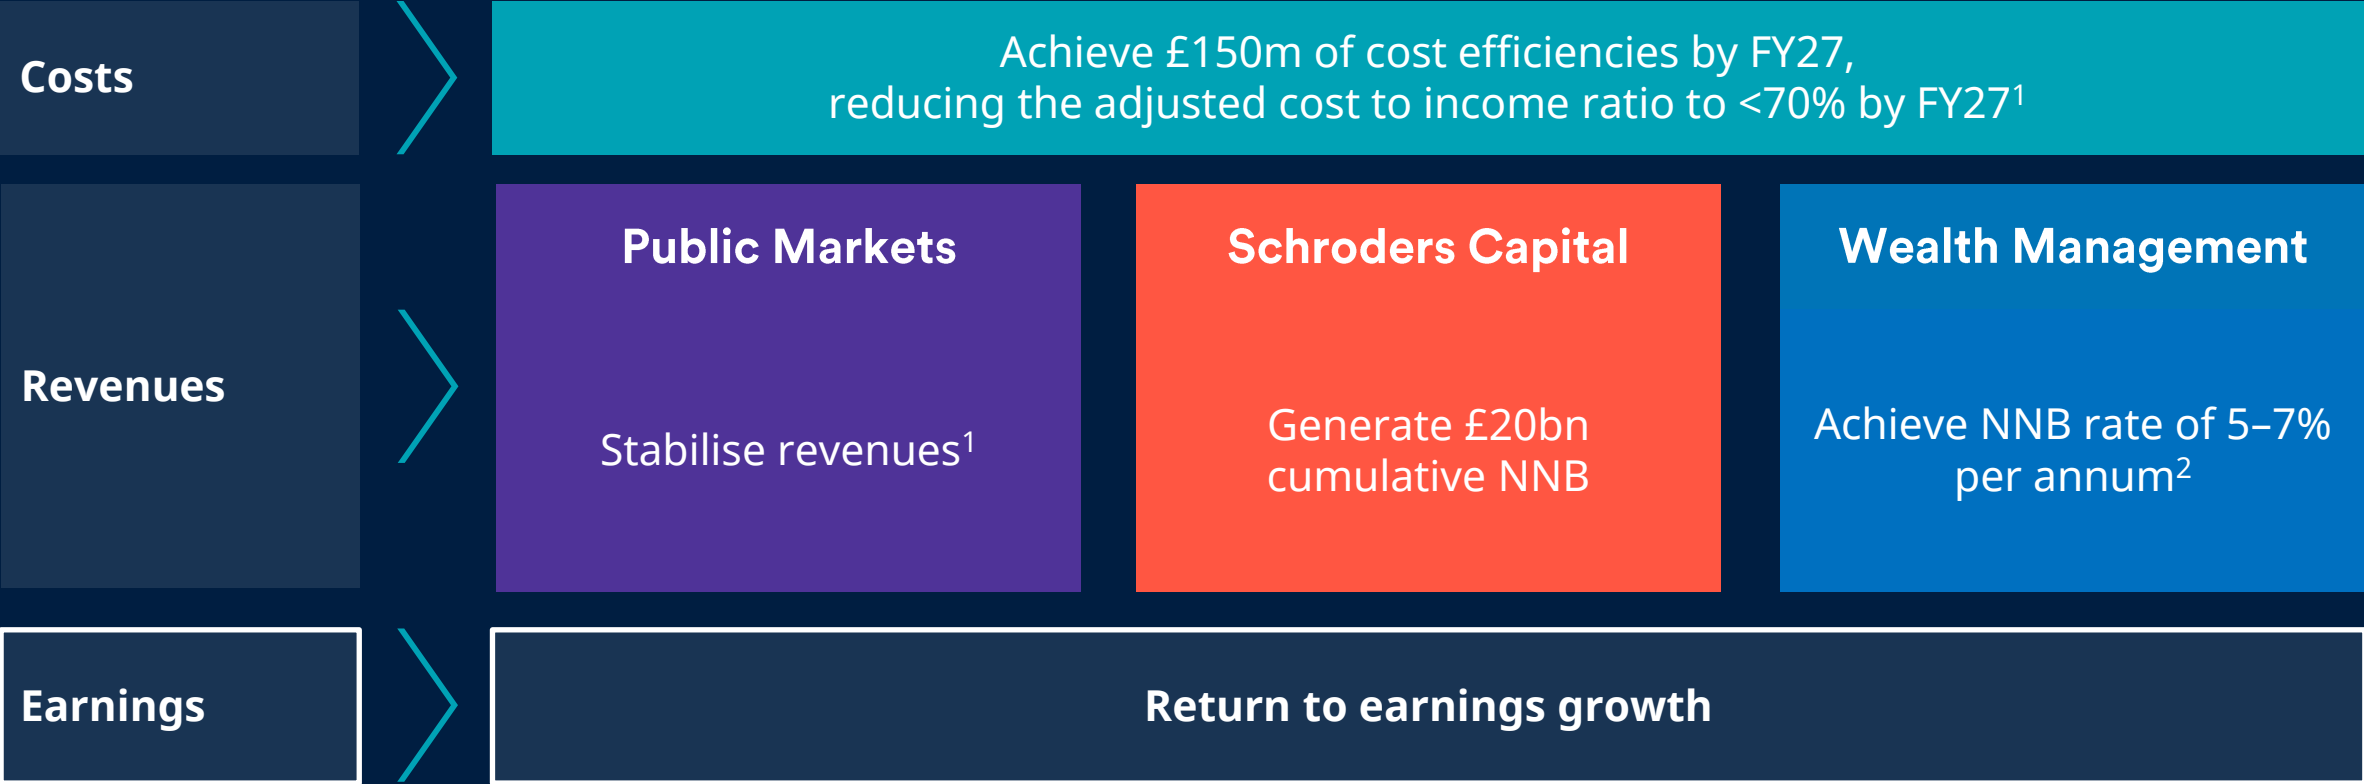 Costs
Achieve £150m of cost efficiencies by FY27,
reducing the adjusted cost to income ratio to <70% by FY27¹
Revenues
Public Markets
Stabilise revenues¹
Schroders Capital
Generate £20bn
cumulative NNB
Wealth Management
Achieve NNB rate of 5–7%
per annum²
Earnings
Return to earnings growth